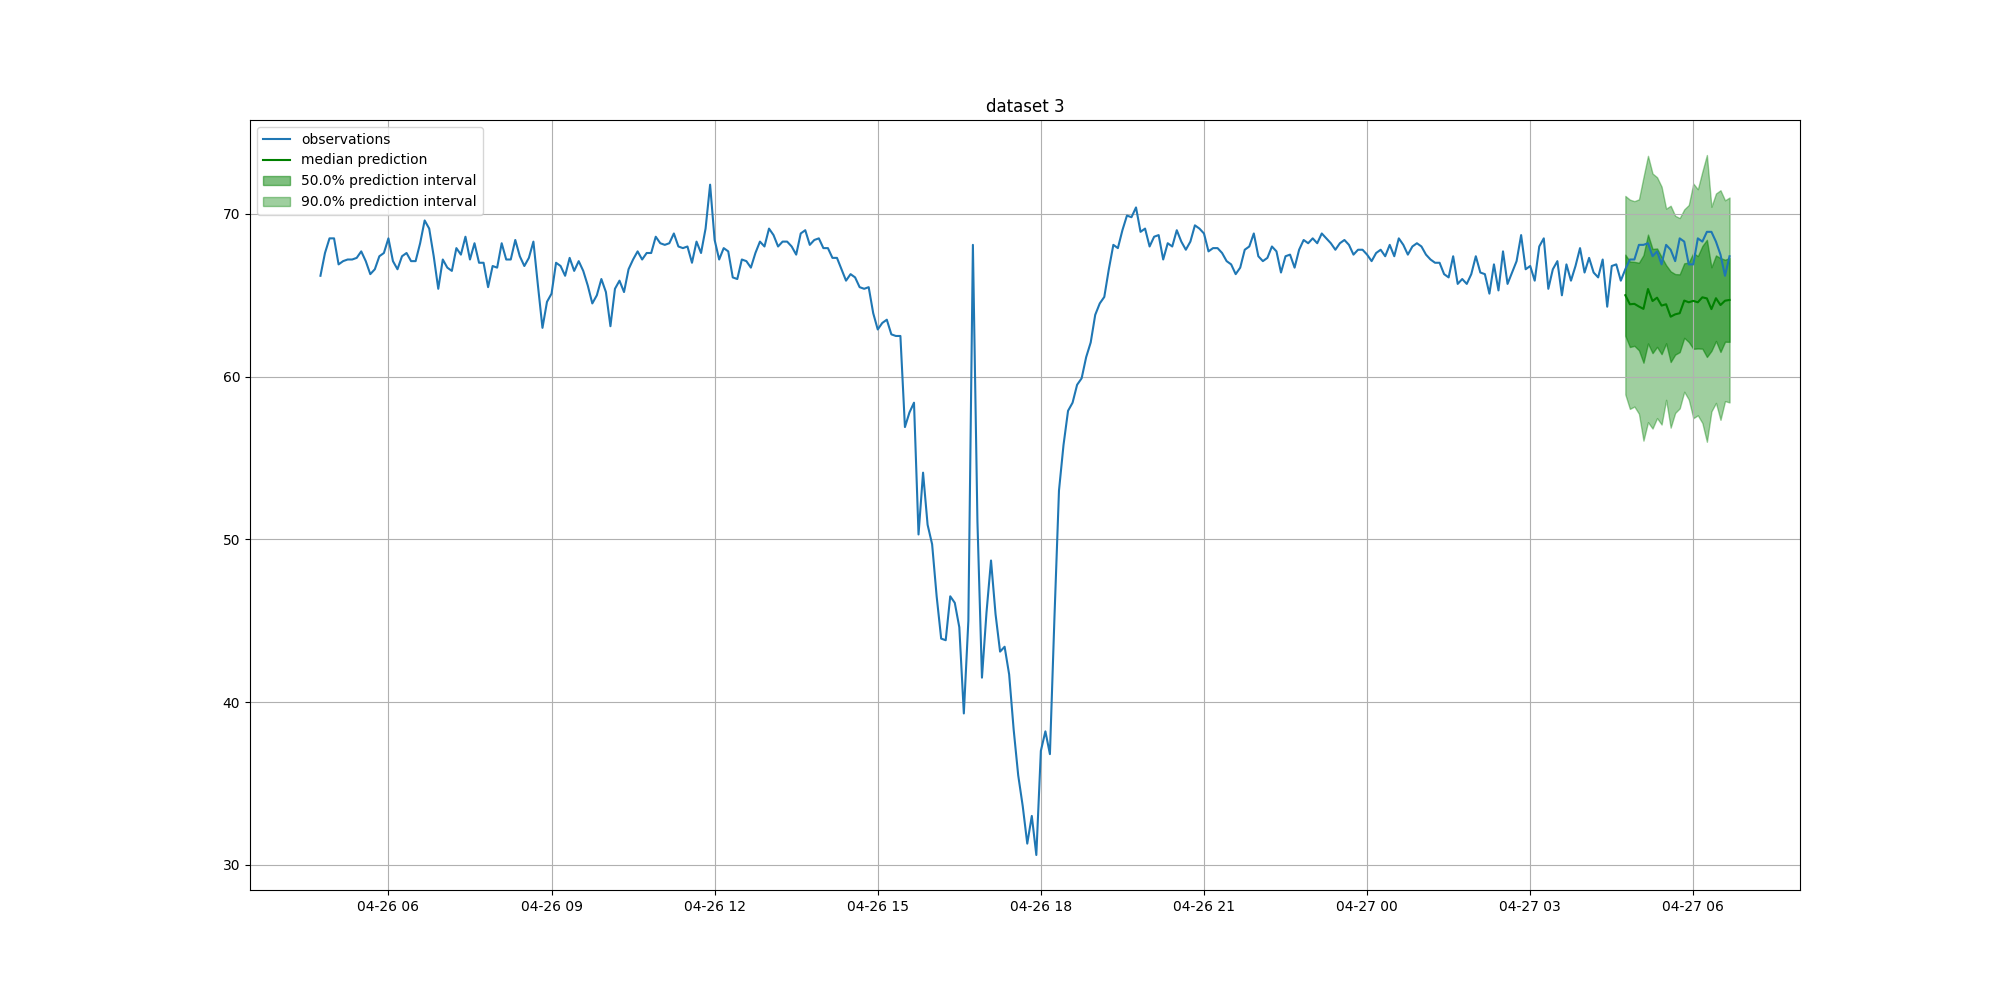 dataset 3
observations
median prediction
50.0% prediction interval
90.0% prediction interval
70
60
50
40
30
04-26 06
04-26 09
04-26 12
04-26 15
04-26 18
04-26 21
04-27 00
04-27 03
04-27 06